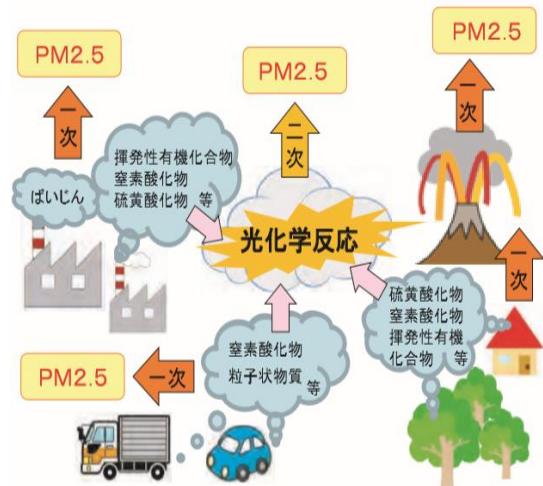 PM2.5
PM2.5
PM2.5
一次
二次
一次
ばいじん
揮発性有機化合物
窒素酸化物
硫黄酸化物 等
光化学反応
一次
硫黄酸化物
窒素酸化物
揮発性有機
化合物 等
窒素酸化物
粒子状物質
等
PM2.5
一次